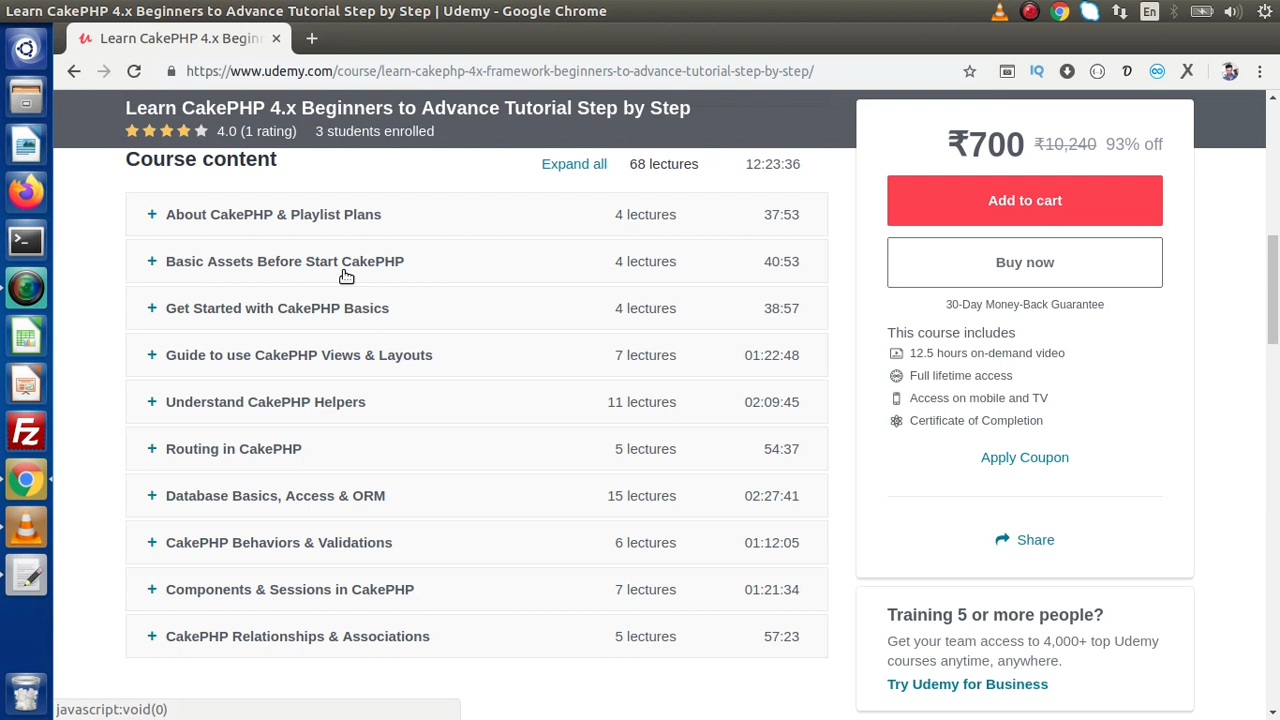 Learn CakePHP 4.x Beginners to Advance Tutorial Step by Step | Udemy - Google Chrome
En
Learn CakePHP 4.x Beginn
https://www.udemy.com/course/learn-cakephp-4x-framework-beginners-to-advance-tutorial-step-by-step/
IQ
Learn CakePHP 4.x Beginners to Advance Tutorial Step by Step
4.0 (1 rating) 3 students enrolled
Course content Expand all 68 lectures 12:23:36
+ About CakePHP & Playlist Plans 4 lectures 37:53
+ Basic Assets Before Start CakePHP 4 lectures 40:53
+ Get Started with CakePHP Basics 4 lectures 38:57
+ Guide to use CakePHP Views & Layouts 7 lectures 01:22:48
+ Understand CakePHP Helpers 11 lectures 02:09:45
+ Routing in CakePHP 5 lectures 54:37
+ Database Basics, Access & ORM 15 lectures 02:27:41
+ CakePHP Behaviors & Validations 6 lectures 01:12:05
+ Components & Sessions in CakePHP 7 lectures 01:21:34
+ CakePHP Relationships & Associations 5 lectures 57:23
₹700 ₹10,240 93% off
Add to cart
Buy now
30-Day Money-Back Guarantee
This course includes
12.5 hours on-demand video
Full lifetime access
Access on mobile and TV
Certificate of Completion
Apply Coupon
Share
Training 5 or more people?
Get your team access to 4,000+ top Udemy
courses anytime, anywhere.
Try Udemy for Business
javascript:void(0)